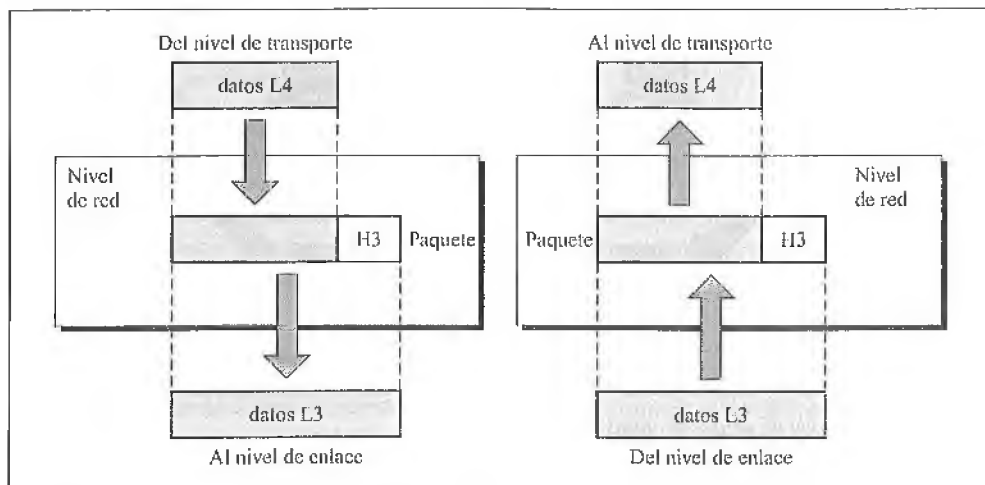 Del nivel de transporte
datos L4
Nivel
de red
H3
Paquete
datos L3
Al nivel de enlace
Al nivel de transporte
datos L4
Nivel
de red
Paquete
H3
datos L3
Del nivel de enlace